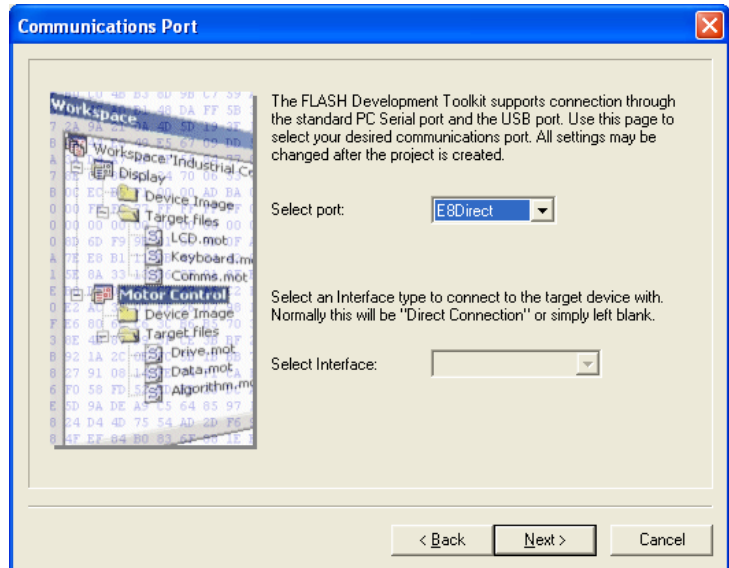 Communications Port
The FLASH Development Toolkit supports connection through
the standard PC Serial port and the USB port. Use this page to
select your desired communications port. All settings may be
changed after the project is created.
Select port:
E8Direct
Select an Interface type to connect to the target device with.
Normally this will be "Direct Connection" or simply left blank.
Select Interface:
Workspace
Workspace "Industrial Co
Display
Device Image
Target files
LCD.mot
Keyboard.m
Comms.mot
Motor Control
Device Image
Target files
Drive.mot
Data.mot
Algorithm.mo
< Back
Next >
Cancel